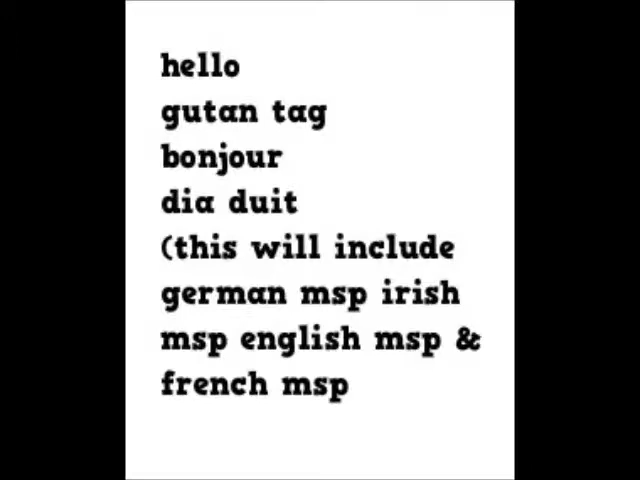 hello
gutan tag
bonjour
dia duit
(this will include
german msp irish
msp english msp &
french msp